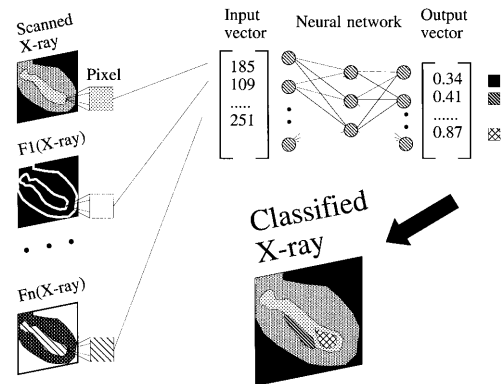 Scanned
X-ray
Pixel
F1(X-ray)
• • •
Fn(X-ray)
Input
vector
185
109
.....
251
Neural network
Output
vector
0.34
0.41
......
0.87
Classified
X-ray